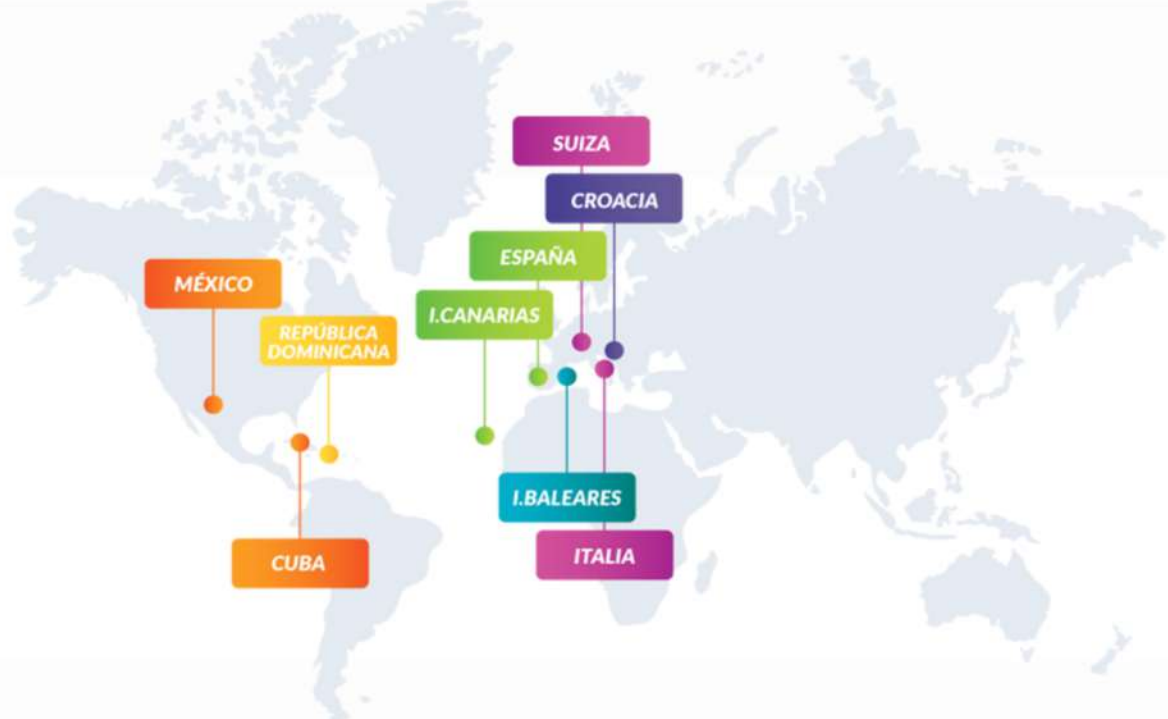 SUIZA
CROACIA
ESPAÑA
MÉXICO
I.CANARIAS
REPÚBLICA
DOMINICANA
I.BALEARES
ITALIA
CUBA